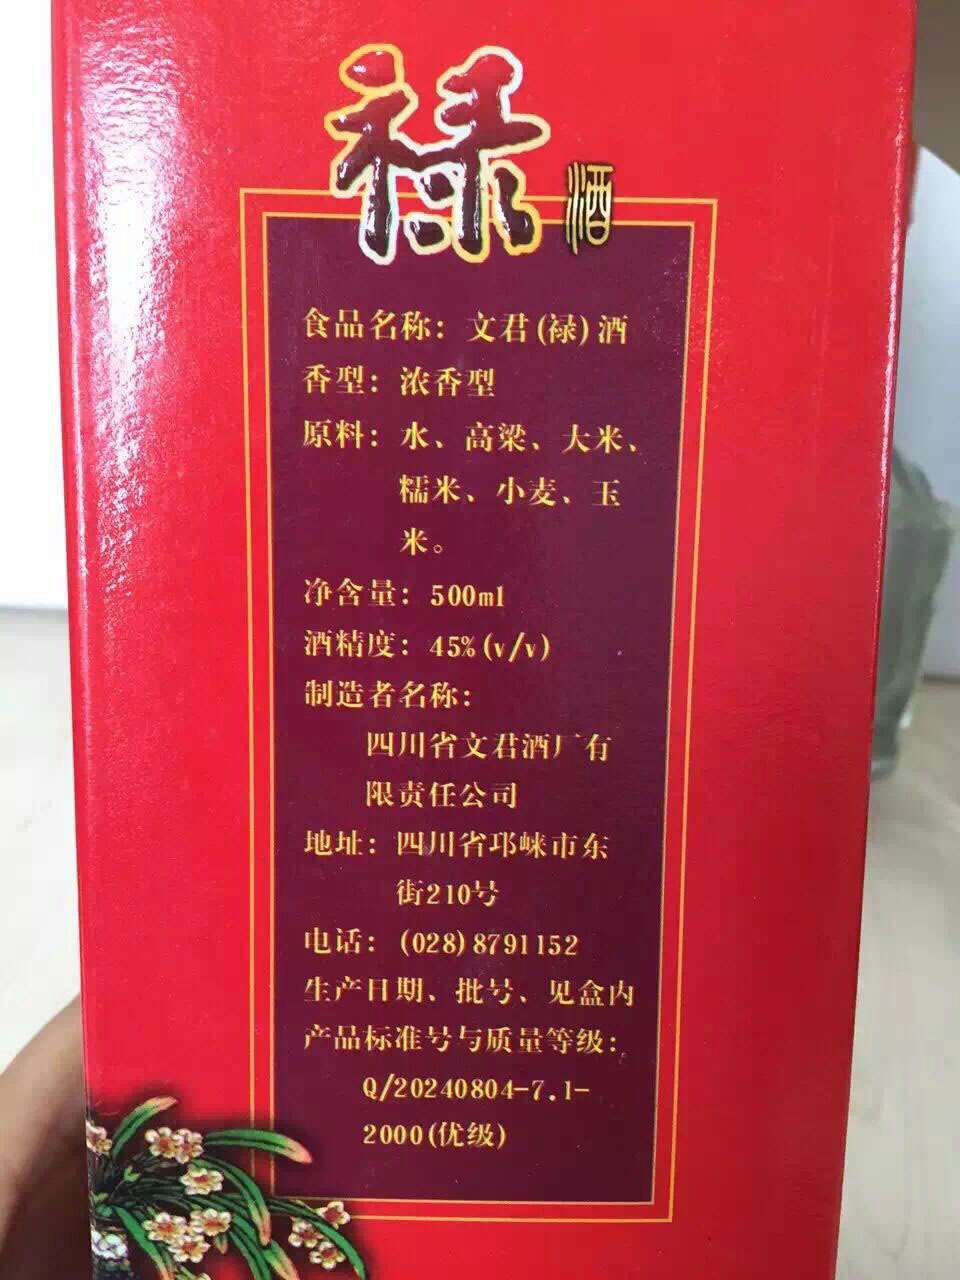 禄酒
食品名称：文君(禄)酒
香型：浓香型
原料：水、高粱、大米、
糯米、小麦、玉
米。
净含量：500ml
酒精度：45%(v/v)
制造者名称：
四川省文君酒厂有
限责任公司
地址：四川省邛崃市东
街210号
电话：(028)8791152
生产日期、批号、见盒内
产品标准号与质量等级：
Q/20240804-7.1-
2000(优级)